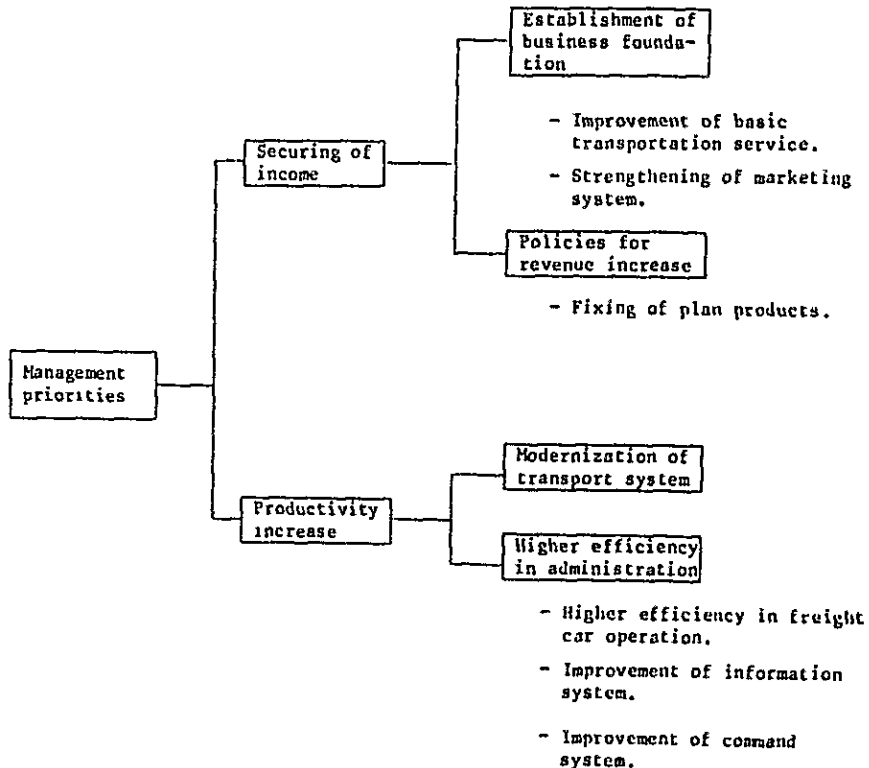 Establishment of
business founda-
tion
- Improvement of basic
transportation service.
- Strengthening of marketing
system.
Securing of
income
Policies for
revenue increase
- Fixing of plan products.
Management
priorities
Modernization of
transport system
Productivity
increase
Higher efficiency
in administration
- Higher efficiency in freight
car operation.
- Improvement of information
system.
- Improvement of command
system.